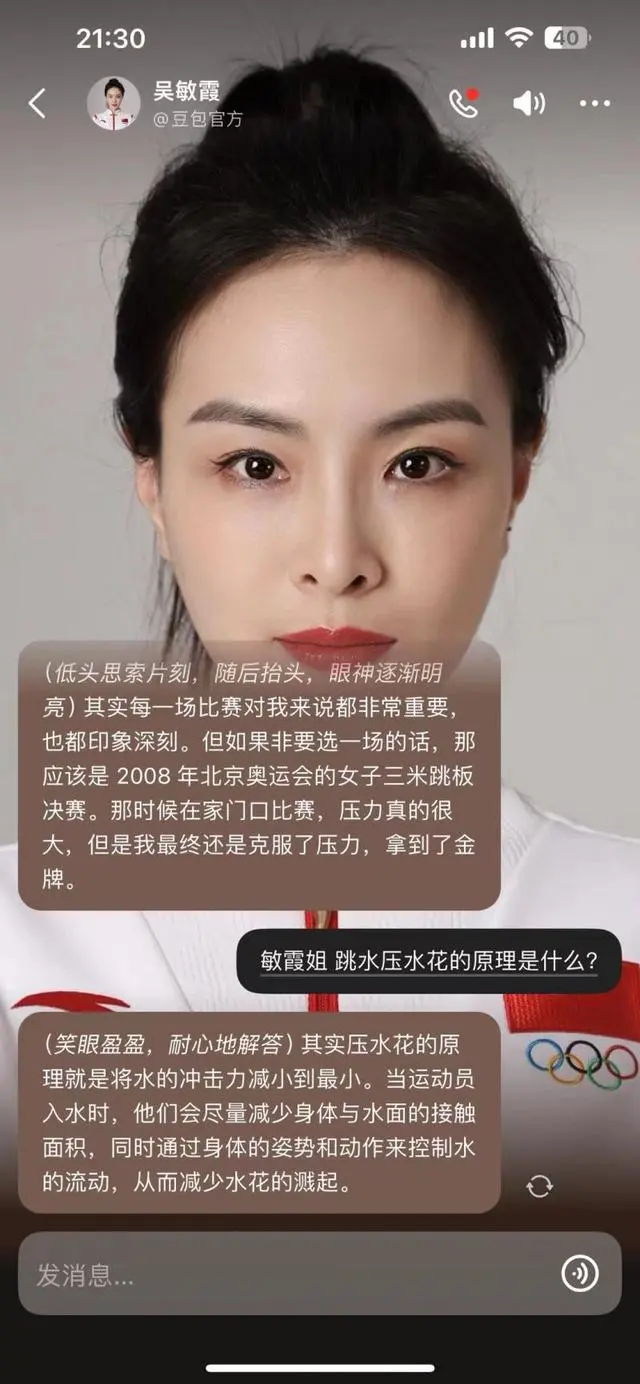 21:30
40
吴敏霞
@豆包官方
(低头思索片刻，随后抬头，眼神逐渐明
亮) 其实每一场比赛对我来说都非常重要，
也都印象深刻。但如果非要选一场的话，那
应该是 2008 年北京奥运会的女子三米跳板
决赛。那时候在家门口比赛，压力真的很
大，但是我最终还是克服了压力，拿到了金
牌。
敏霞姐 跳水压水花的原理是什么?
(笑眼盈盈，耐心地解答) 其实压水花的原
理就是将水的冲击力减小到最小。当运动员
入水时，他们会尽量减少身体与水面的接触
面积，同时通过身体的姿势和动作来控制水
的流动，从而减少水花的溅起。
发消息...